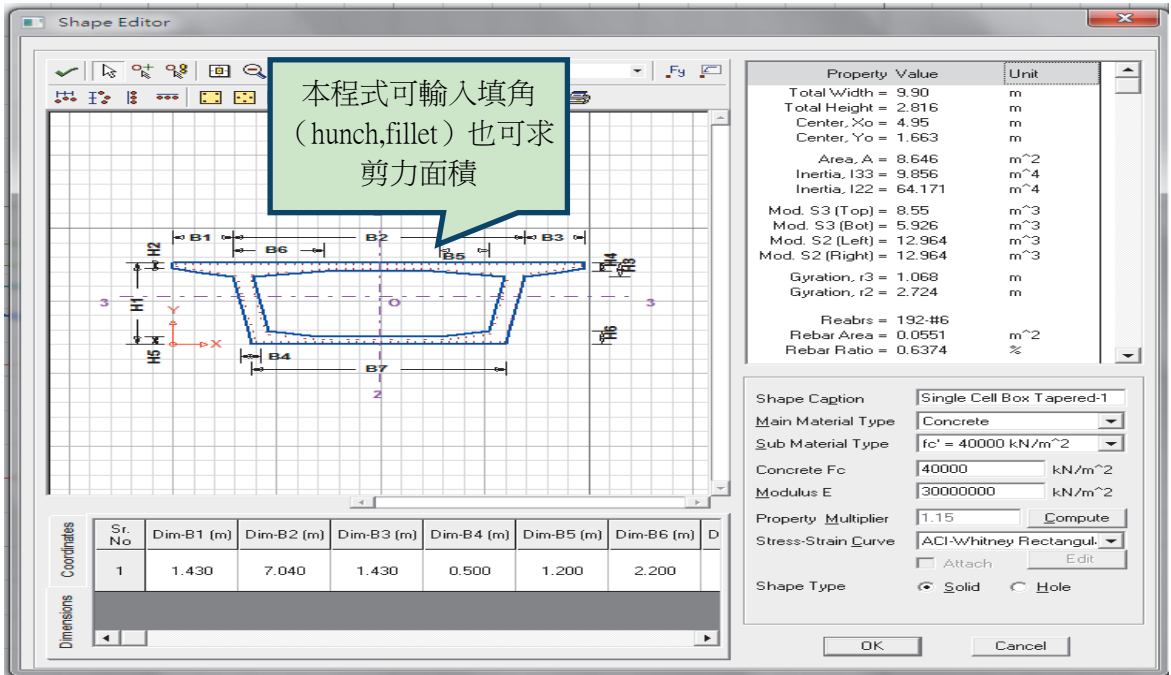 Shape Editor
本程式可輸入填角
（hunch,fillet）也可求
剪力面積
Fy
B1
B2
B3
B6
B5
H2
H4
H3
H1
H6
H5
3
3
O
Y
X
B4
B7
2
Property Value Unit
Total Width = 9.90 m
Total Height = 2.816 m
Center, Xo = 4.95 m
Center, Yo = 1.663 m
Area, A = 8.646 m^2
Inertia, I33 = 9.856 m^4
Inertia, I22 = 64.171 m^4
Mod. S3 (Top) = 8.55 m^3
Mod. S3 (Bot) = 5.926 m^3
Mod. S2 (Left) = 12.964 m^3
Mod. S2 (Right) = 12.964 m^3
Gyration, r3 = 1.068 m
Gyration, r2 = 2.724 m
Reabrs = 192-#6
Rebar Area = 0.0551 m^2
Rebar Ratio = 0.6374 %
Shape Caption Single Cell Box Tapered-1
Main Material Type Concrete
Sub Material Type fc' = 40000 kN/m^2
Concrete Fc 40000 kN/m^2
Modulus E 30000000 kN/m^2
Property Multiplier 1.15 Compute
Stress-Strain Curve ACI-Whitney Rectangul
Attach Edit
Shape Type Solid Hole
OK Cancel
Coordinates
Dimensions
Sr. No Dim-B1 (m) Dim-B2 (m) Dim-B3 (m) Dim-B4 (m) Dim-B5 (m) Dim-B6 (m) D
1 1.430 7.040 1.430 0.500 1.200 2.200